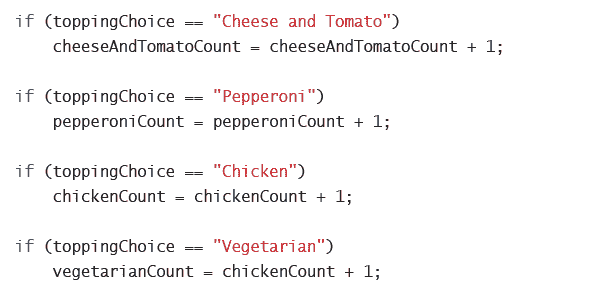 if (toppingChoice == "Cheese and Tomato")
    cheeseAndTomatoCount = cheeseAndTomatoCount + 1;
if (toppingChoice == "Pepperoni")
    pepperoniCount = pepperoniCount + 1;
if (toppingChoice == "Chicken")
    chickenCount = chickenCount + 1;
if (toppingChoice == "Vegetarian")
    vegetarianCount = chickenCount + 1;